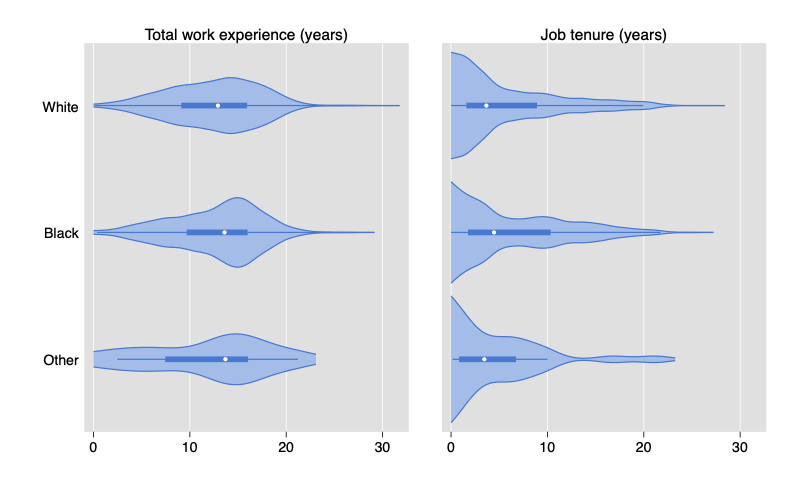 Total work experience (years)
Job tenure (years)
White
Black
Other
0 10 20 30
0 10 20 30